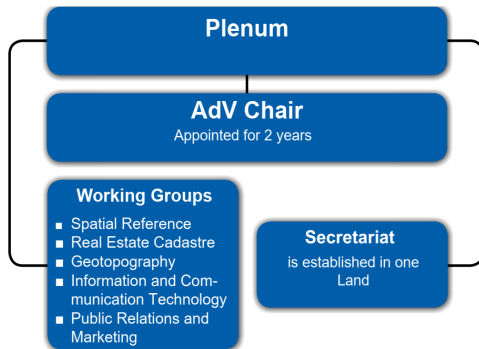 Plenum
AdV Chair
Appointed for 2 years
Working Groups
■ Spatial Reference
■ Real Estate Cadastre
■ Geotopography
■ Information and Com-
munication Technology
■ Public Relations and
Marketing
Secretariat
is established in one
Land